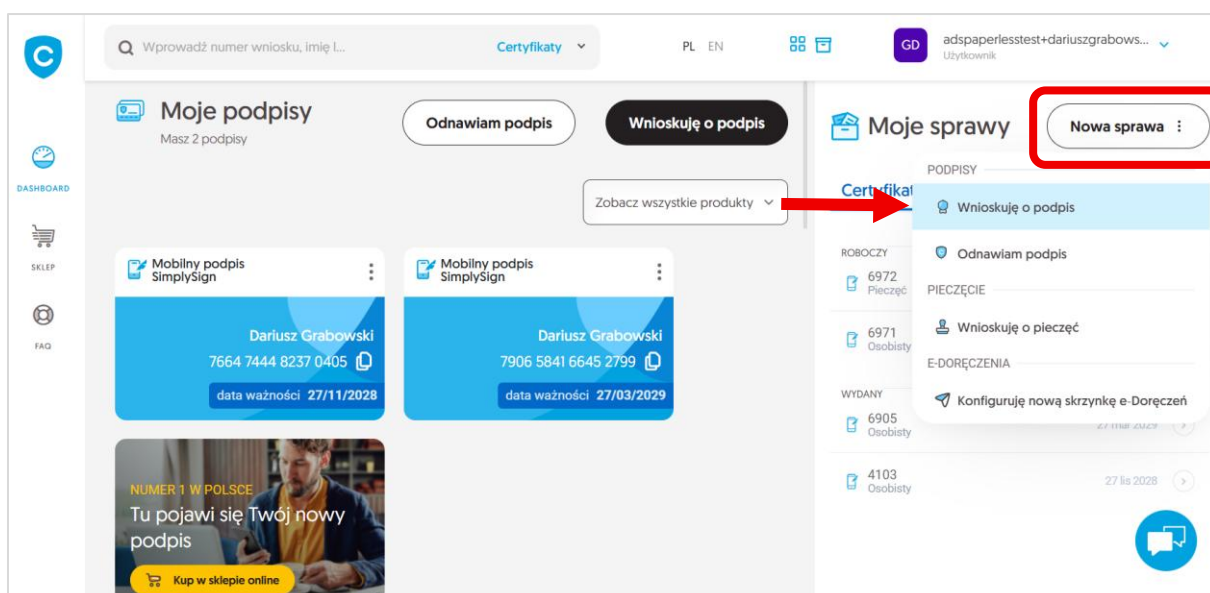 C
Wprowadź numer wniosku, imię l...
Certyfikaty
PL EN
GD
adspaperlesstest+dariuszgrabows...
Użytkownik
DASHBOARD
SKLEP
FAQ
Moje podpisy
Masz 2 podpisy
Odnawiam podpis
Wnioskuję o podpis
Zobacz wszystkie produkty
Mobilny podpis
SimplySign
Dariusz Grabowski
7664 7444 8237 0405
data ważności 27/11/2028
Mobilny podpis
SimplySign
Dariusz Grabowski
7906 5841 6645 2799
data ważności 27/03/2029
NUMER 1 W POLSCE
Tu pojawi się Twój nowy
podpis
Kup w sklepie online
Moje sprawy
Nowa sprawa
PODPISY
Wnioskuję o podpis
Odnawiam podpis
PIECZĘCIE
Wnioskuję o pieczęć
E-DORĘCZENIA
Konfiguruję nową skrzynkę e-Doręczeń
ROBOCZY
6972
Pieczęć
6971
Osobisty
WYDANY
6905
Osobisty
27 mar 2029
4103
Osobisty
27 lis 2028